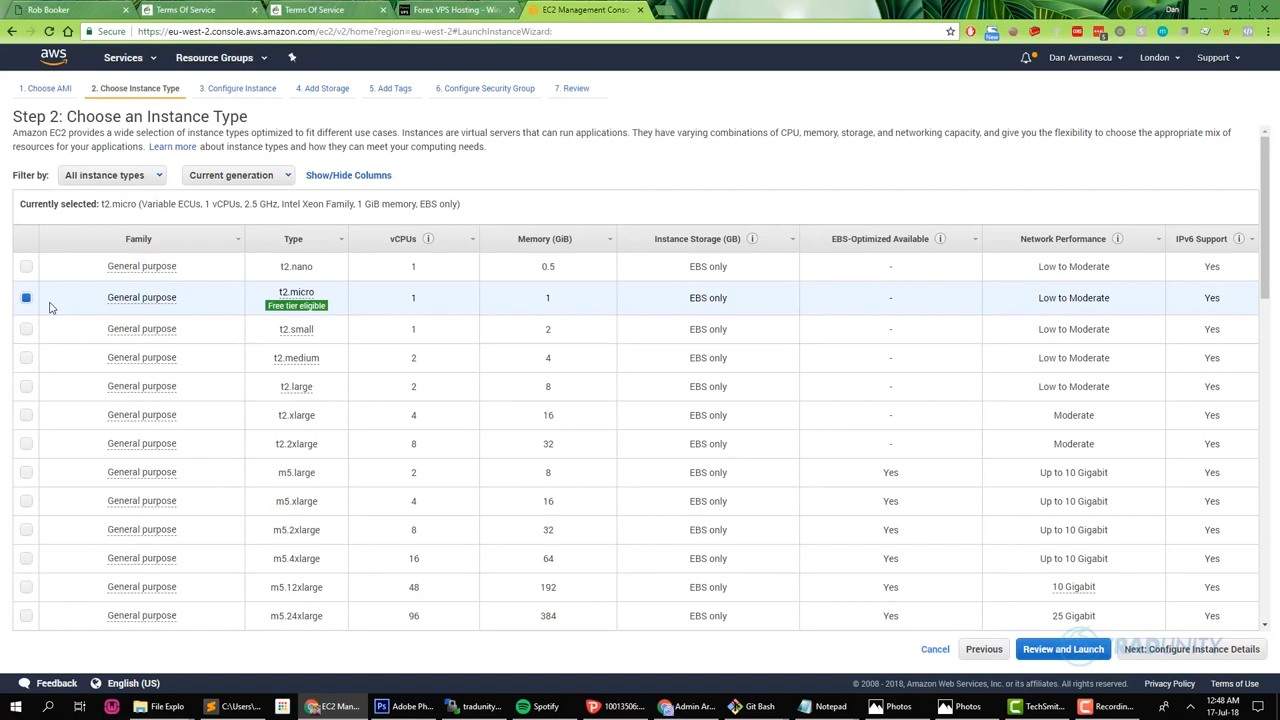 Rob Booker
Terms Of Service
Terms Of Service
Forex VPS Hosting - Win
EC2 Management Conso
Dan
Secure
https://eu-west-2.console.aws.amazon.com/ec2/v2/home?region=eu-west-2#LaunchInstanceWizard:
aws
Services
Resource Groups
Dan Avramescu
London
Support
1. Choose AMI
2. Choose Instance Type
3. Configure Instance
4. Add Storage
5. Add Tags
6. Configure Security Group
7. Review
Step 2: Choose an Instance Type
Amazon EC2 provides a wide selection of instance types optimized to fit different use cases. Instances are virtual servers that can run applications. They have varying combinations of CPU, memory, storage, and networking capacity, and give you the flexibility to choose the appropriate mix of
resources for your applications. Learn more about instance types and how they can meet your computing needs.
Filter by: All instance types Current generation Show/Hide Columns
Currently selected: t2.micro (Variable ECUs, 1 vCPUs, 2.5 GHz, Intel Xeon Family, 1 GiB memory, EBS only)
Family Type vCPUs Memory (GiB) Instance Storage (GB) EBS-Optimized Available Network Performance IPv6 Support
General purpose t2.nano 1 0.5 EBS only - Low to Moderate Yes
General purpose t2.micro 1 1 EBS only - Low to Moderate Yes
Free tier eligible
General purpose t2.small 1 2 EBS only - Low to Moderate Yes
General purpose t2.medium 2 4 EBS only - Low to Moderate Yes
General purpose t2.large 2 8 EBS only - Low to Moderate Yes
General purpose t2.xlarge 4 16 EBS only - Moderate Yes
General purpose t2.2xlarge 8 32 EBS only - Moderate Yes
General purpose m5.large 2 8 EBS only Yes Up to 10 Gigabit Yes
General purpose m5.xlarge 4 16 EBS only Yes Up to 10 Gigabit Yes
General purpose m5.2xlarge 8 32 EBS only Yes Up to 10 Gigabit Yes
General purpose m5.4xlarge 16 64 EBS only Yes Up to 10 Gigabit Yes
General purpose m5.12xlarge 48 192 EBS only Yes 10 Gigabit Yes
General purpose m5.24xlarge 96 384 EBS only Yes 25 Gigabit Yes
Cancel
Previous
Review and Launch
Next: Configure Instance Details
Feedback
English (US)
© 2008 - 2018, Amazon Web Services, Inc. or its affiliates. All rights reserved.
Privacy Policy
Terms of Use
File Explo
C:\Users\...
EC2 Man...
Adobe Ph...
tradunity...
Spotify
10013506...
Admin Ar...
Git Bash
Notepad
Photos
Photos
TechSmit...
Recordin...
12:48 AM
17-Jul-18